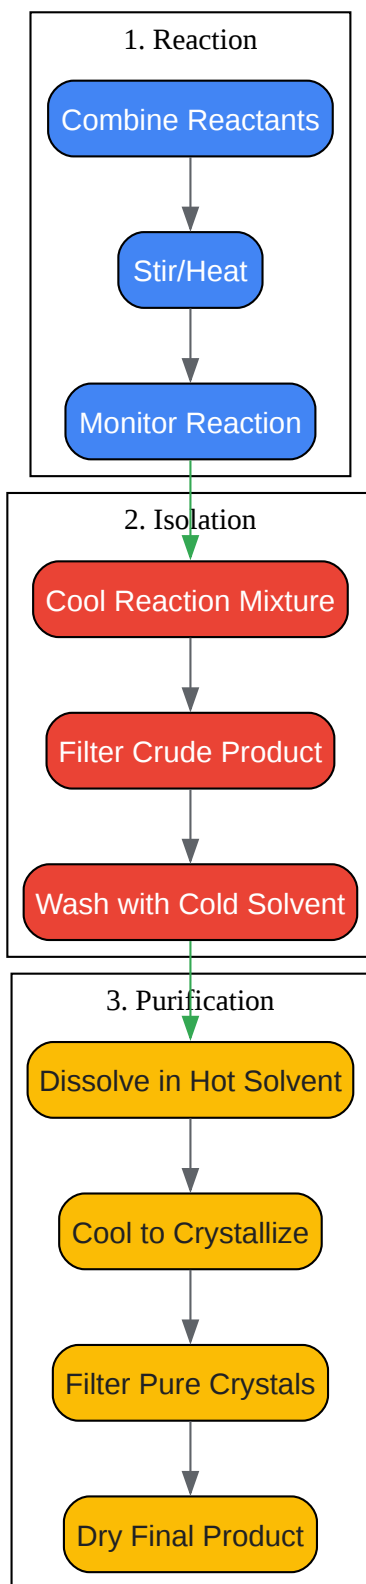 1. Reaction
Combine Reactants
Stir/Heat
Monitor Reaction
2. Isolation
Cool Reaction Mixture
Filter Crude Product
Wash with Cold Solvent
3. Purification
Dissolve in Hot Solvent
Cool to Crystallize
Filter Pure Crystals
Dry Final Product